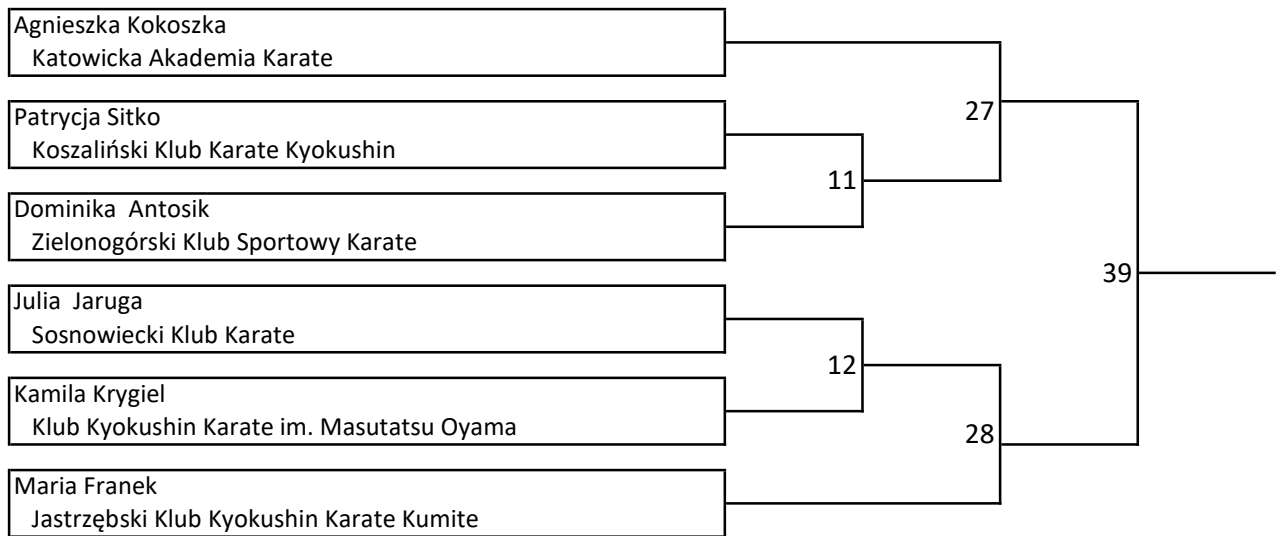 Agnieszka Kokoszka
Katowicka Akademia Karate
27
Patrycja Sitko
Koszaliński Klub Karate Kyokushin
11
Dominika  Antosik
Zielonogórski Klub Sportowy Karate
39
Julia  Jaruga
Sosnowiecki Klub Karate
12
Kamila Krygiel
Klub Kyokushin Karate im. Masutatsu Oyama
28
Maria Franek
Jastrzębski Klub Kyokushin Karate Kumite